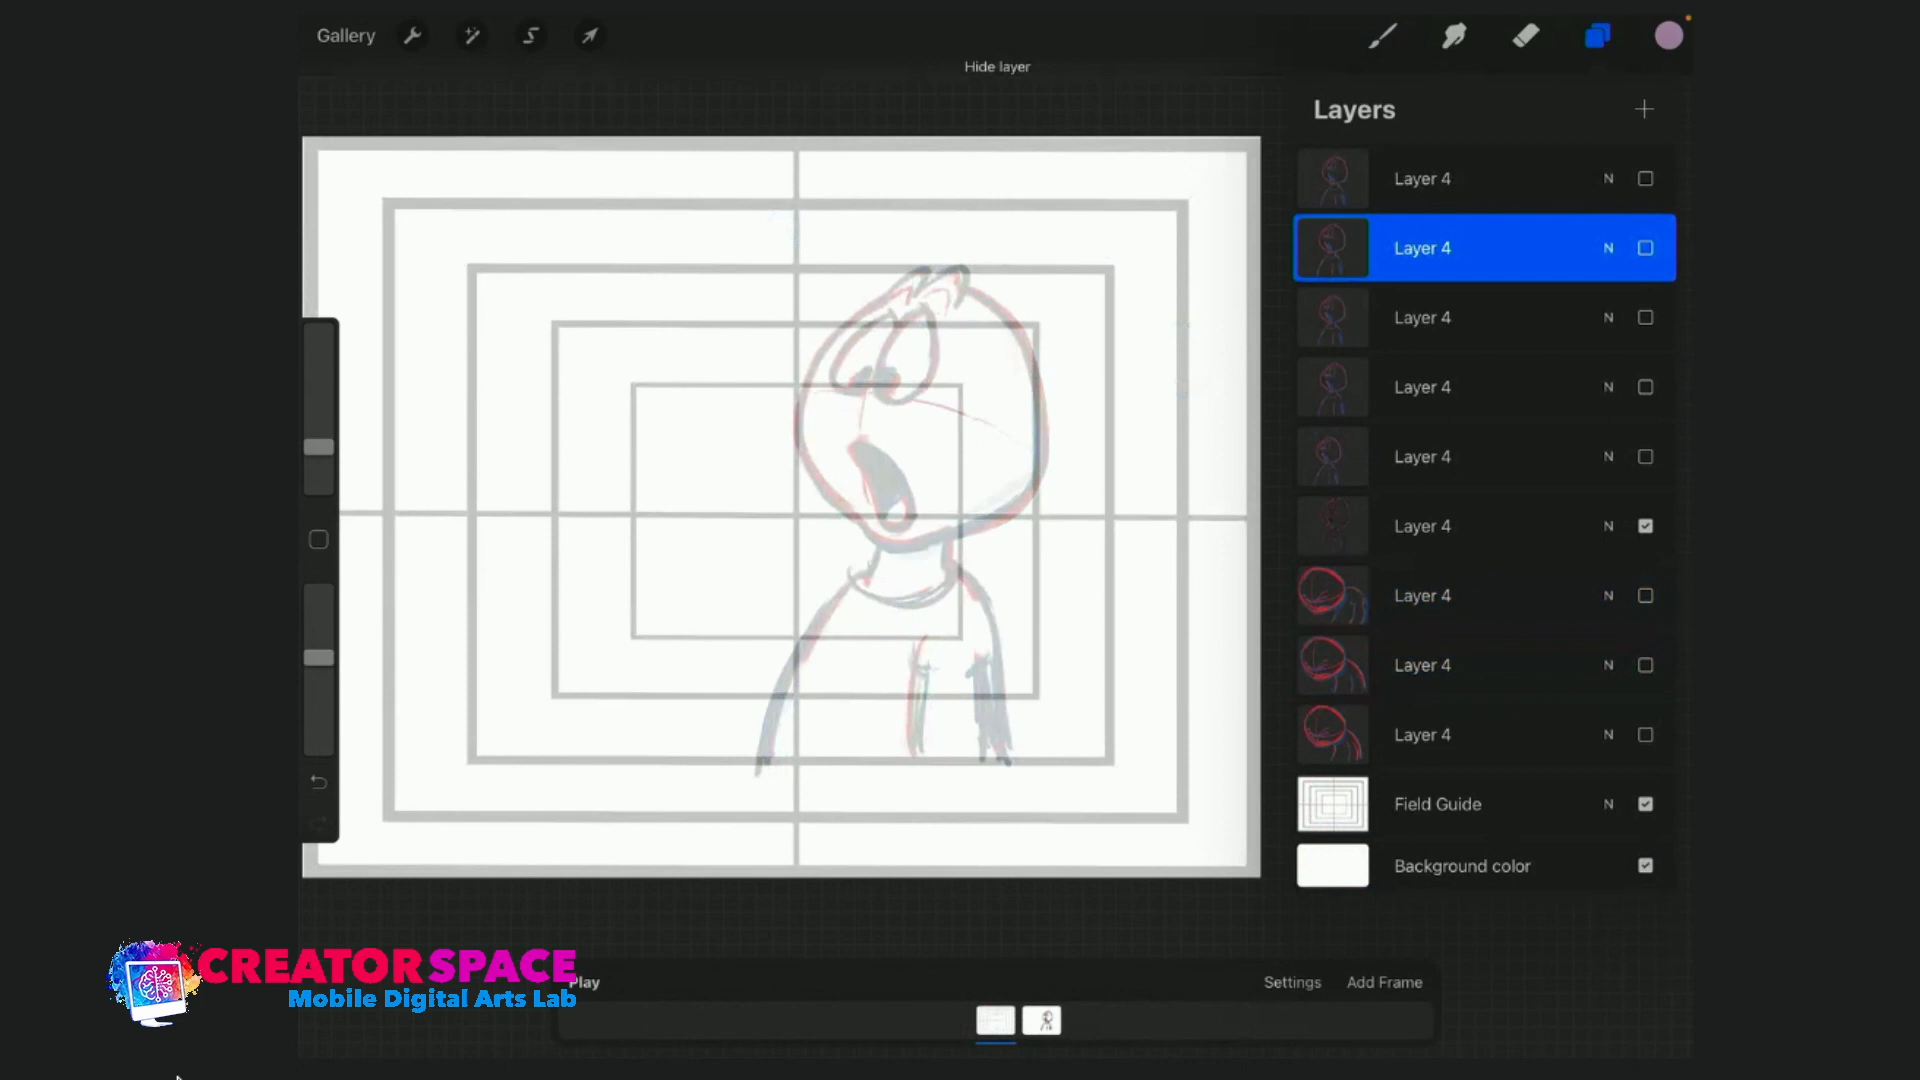 Gallery
Hide layer
Layers
Layer 4 N
Layer 4 N
Layer 4 N
Layer 4 N
Layer 4 N
Layer 4 N
Layer 4 N
Layer 4 N
Layer 4 N
Field Guide N
Background color
Play
Settings Add Frame
CREATORSPACE
Mobile Digital Arts Lab